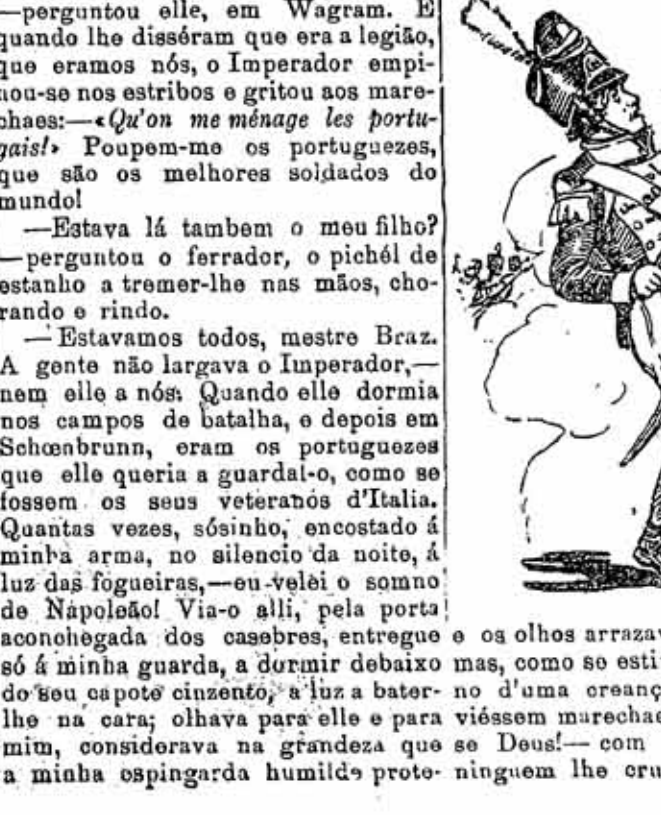 —perguntou elle, em Wagram. E
quando lhe disséram que era a legião,
que eramos nós, o Imperador empi-
nou-se nos estribos e gritou aos mare-
chaes:—«Qu'on me ménage les portu-
gais!» Poupem-me os portuguezes,
que são os melhores soldados do
mundo!
—Estava lá tambem o meu filho?
—perguntou o ferrador, o pichél de
estanho a tremer-lhe nas mãos, cho-
rando e rindo.
—Estavamos todos, mestre Braz.
A gente não largava o Imperador,—
nem elle a nós. Quando elle dormia
nos campos de batalha, e depois em
Schœnbrunn, eram os portuguezes
que elle queria a guardal-o, como se
fossem os seus veteranos d'Italia.
Quantas vezes, sósinho, encostado á
minha arma, no silencio da noite, á
luz das fogueiras,—eu velei o somno
de Napoleão! Via-o alli, pela porta
aconchegada dos casebres, entregue
só á minha guarda, a dormir debaixo
do seu capote cinzento, a luz a bater-
lhe na cara; olhava para elle e para
mim, considerava na grandeza que
a minha espingarda humilde prote-
e os olhos arrazav
mas, como se esti
no d'uma creanç
viéssem marechae
se Deus!— com
ninguem lhe cru